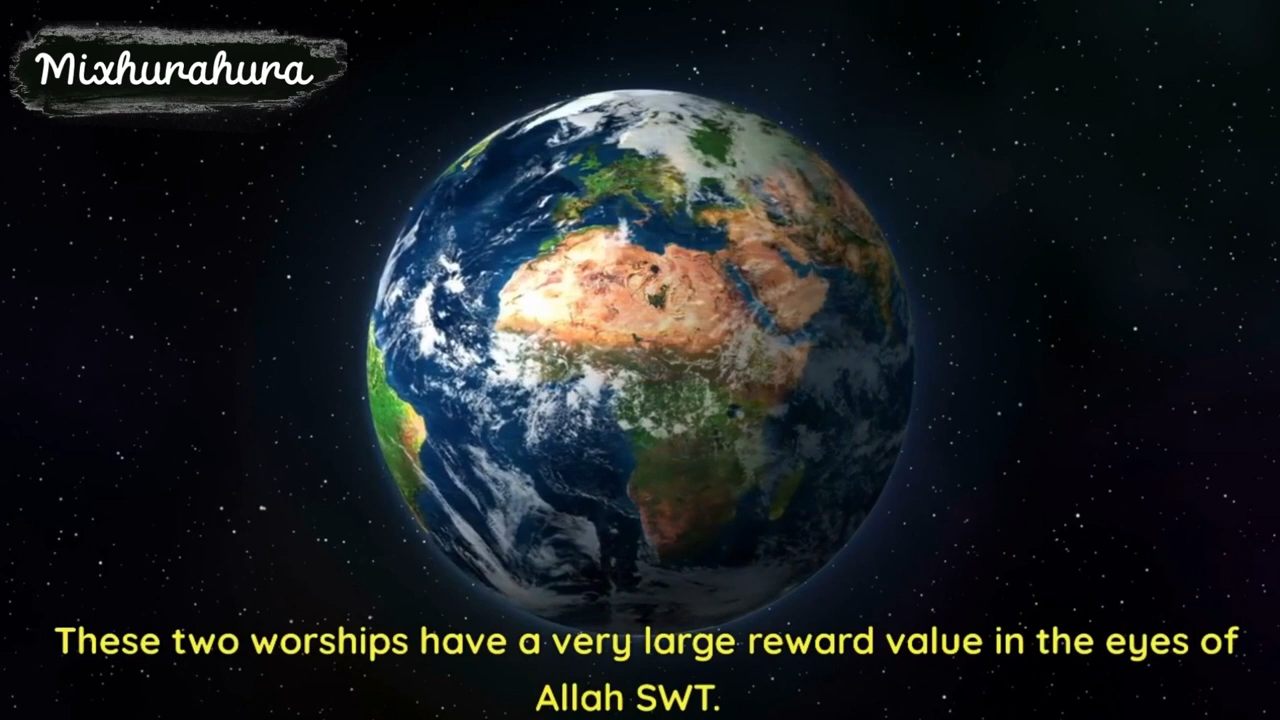 Mixhurahura
These two worships have a very large reward value in the eyes of
Allah SWT.